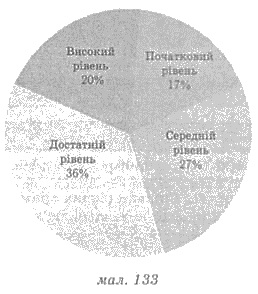 Високий
рівень
20%
Початковий
рівень
17%
Середній
рівень
27%
Достатній
рівень
36%
мал. 133